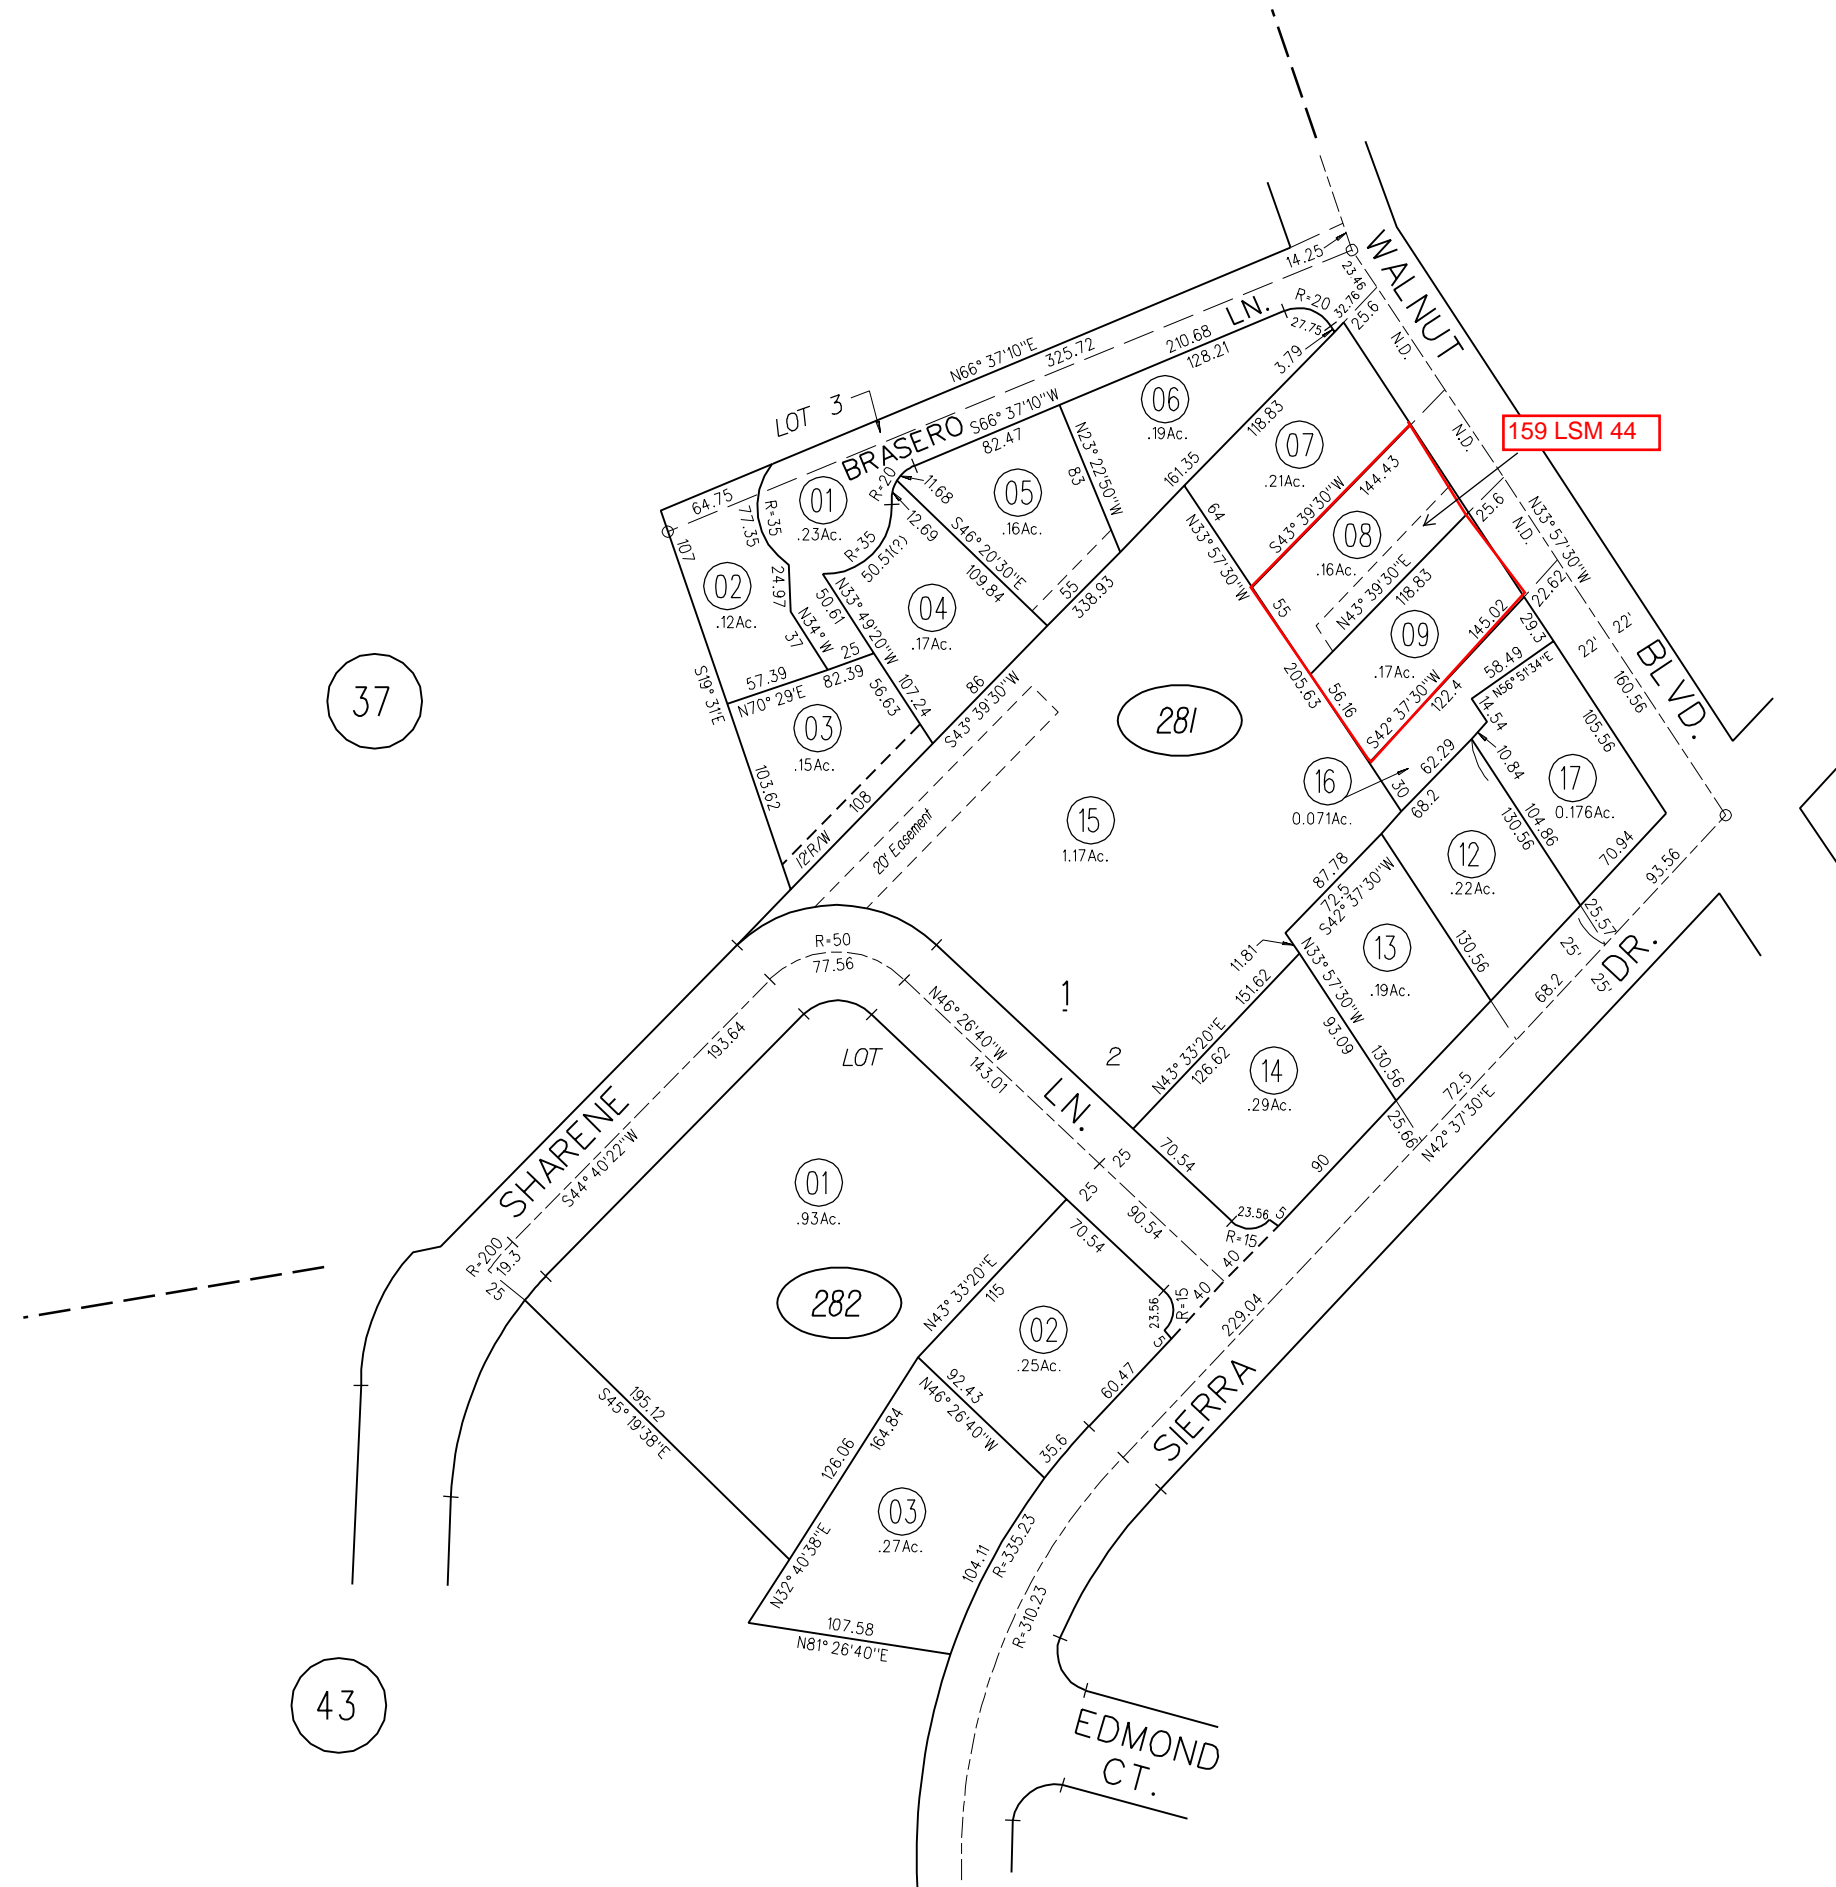 WALNUT
BLVD.
159 LSM 44
14.25
23.46
R=20
32.76
25.6
27.75
3.79
N.D.
N.D.
N.D.
LN.
210.68
128.21
N66° 37'10"E
325.72
LOT 3
BRASERO
S66° 37'10"W
82.47
06
.19Ac.
118.83
07
.21Ac.
N23° 22'50"W
83
161.35
64
N33° 57'30"W
S43° 39'30"W
144.43
25.6
N33° 57'30"W
64.75
77.35
R=35
01
.23Ac.
R=20
11.68
12.69
05
.16Ac.
08
.16Ac.
107
R=35
50.51(?)
S46° 20'30"E
109.84
55
338.93
N43° 39'30"E
118.83
55
02
.12Ac.
24.97
N34° W
37
50.61
N33° 49'20"W
04
.17Ac.
09
.17Ac.
145.02
22.62
29.3
22'
22'
160.56
37
S19° 31'E
57.39
N70° 29'E
25
82.39
56.63
107.24
86
S43° 39'30"W
281
205.63
56.16
S42° 37'30"W
122.4
58.49
N56° 51'34"E
14.54
105.56
03
.15Ac.
103.62
108
12'R/W
20' Easement
15
1.17Ac.
16
0.071Ac.
30
62.29
68.2
10.84
17
0.176Ac.
104.86
130.56
70.94
93.56
12
.22Ac.
87.78
72.5
S42° 37'30"W
R=50
77.56
11.81
151.62
N33° 57'30"W
93.09
13
.19Ac.
130.56
25.57
25'
25'
DR.
68.2
193.64
N46° 26'40"W
143.01
1
2
LOT
LN.
N43° 33'20"E
126.62
14
.29Ac.
130.56
25.66
72.5
N42° 37'30"E
SHARENE
S44° 40'22"W
70.54
90
25
25
90.54
01
.93Ac.
23.56
5
R=15
40
40
R=200
19.3
25
282
N43° 33'20"E
115
70.54
23.56
R=15
5
02
.25Ac.
229.04
60.47
SIERRA
195.12
S45° 19'38"E
92.43
N46° 26'40"W
35.6
126.06
164.84
03
.27Ac.
N32° 40'38"E
104.11
R=335.23
R=310.23
107.58
N81° 26'40"E
43
EDMOND
CT.